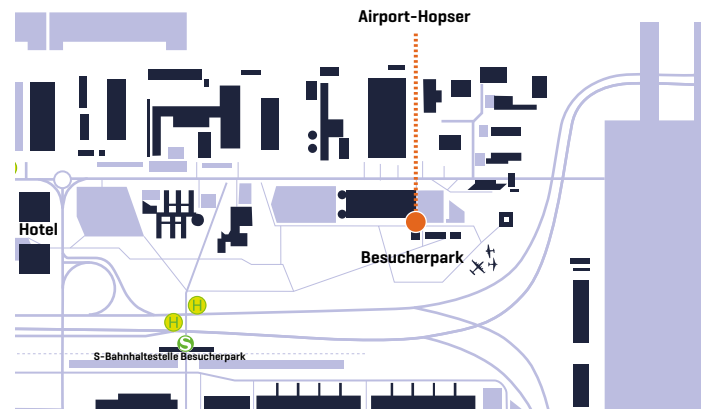 Airport-Hopser
Hotel
Besucherpark
H
H
S
S-Bahnhaltestelle Besucherpark